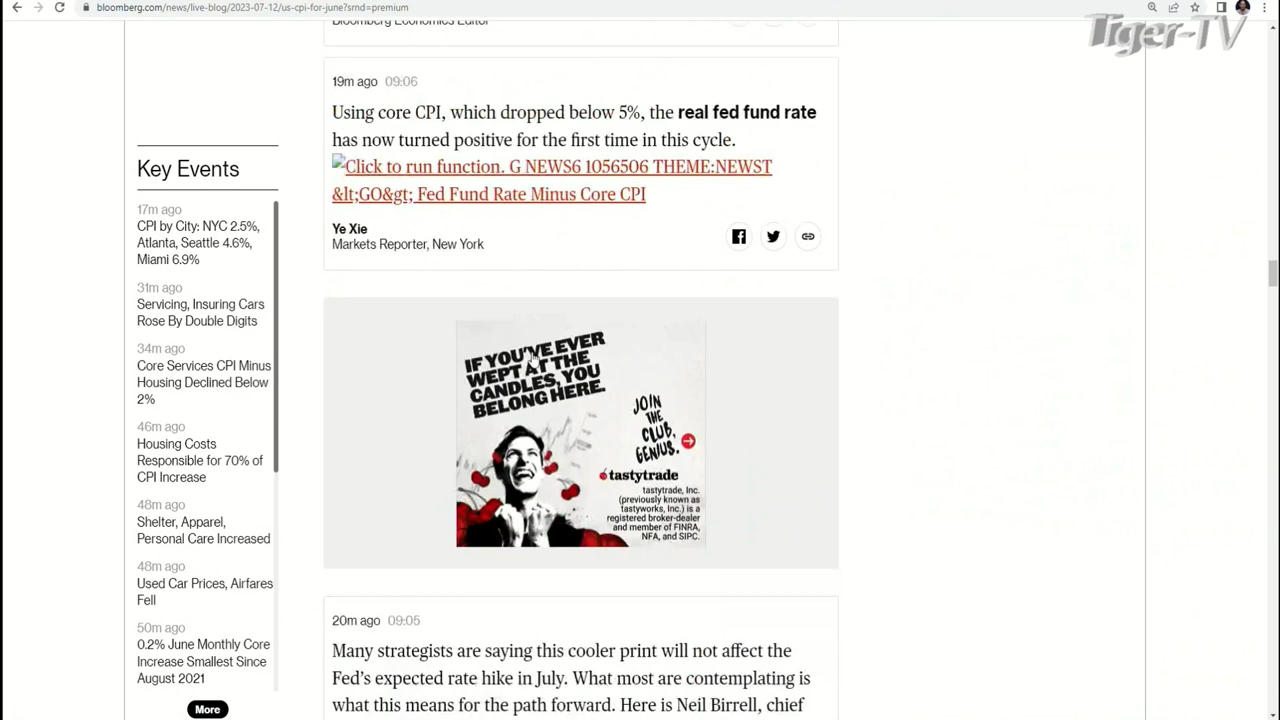 bloomberg.com/news/live-blog/2023-07-12/us-cpi-for-june?srnd=premium
Tiger-TV
Bloomberg Economics Editor
19m ago 09:06
Using core CPI, which dropped below 5%, the real fed fund rate
has now turned positive for the first time in this cycle.
Click to run function. G NEWS6 1056506 THEME:NEWST
&lt;GO&gt; Fed Fund Rate Minus Core CPI
Ye Xie
Markets Reporter, New York
Key Events
17m ago
CPI by City: NYC 2.5%,
Atlanta, Seattle 4.6%,
Miami 6.9%
31m ago
Servicing, Insuring Cars
Rose By Double Digits
34m ago
Core Services CPI Minus
Housing Declined Below
2%
46m ago
Housing Costs
Responsible for 70% of
CPI Increase
48m ago
Shelter, Apparel,
Personal Care Increased
48m ago
Used Car Prices, Airfares
Fell
50m ago
0.2% June Monthly Core
Increase Smallest Since
August 2021
More
IF YOU'VE EVER
WEPT AT THE
CANDLES, YOU
BELONG HERE.
JOIN
THE
CLUB,
GENIUS.
tastytrade
tastytrade, Inc.
(previously known as
tastyworks, Inc.) is a
registered broker-dealer
and member of FINRA,
NFA, and SIPC.
20m ago 09:05
Many strategists are saying this cooler print will not affect the
Fed's expected rate hike in July. What most are contemplating is
what this means for the path forward. Here is Neil Birrell, chief